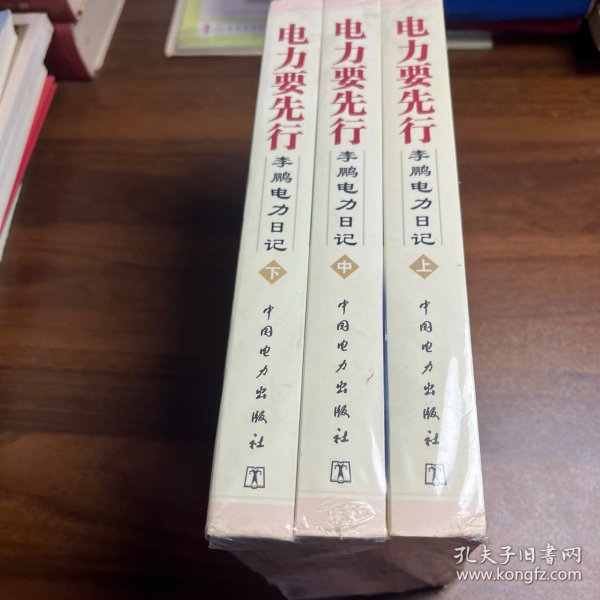 电力要先行
李鹏电力日记
下
中国电力出版社
电力要先行
李鹏电力日记
中
中国电力出版社
电力要先行
李鹏电力日记
上
中国电力出版社
孔夫子旧书网
www.kongfz.com